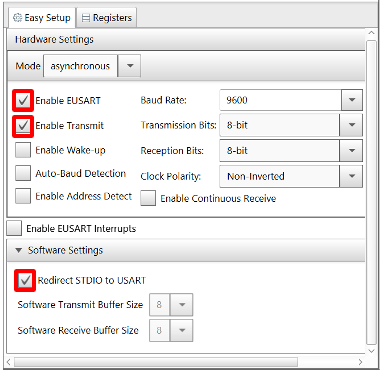 Easy Setup Registers
Hardware Settings
Mode asynchronous
Enable EUSART Baud Rate: 9600
Enable Transmit Transmission Bits: 8-bit
Enable Wake-up Reception Bits: 8-bit
Auto-Baud Detection Clock Polarity: Non-Inverted
Enable Address Detect Enable Continuous Receive
Enable EUSART Interrupts
Software Settings
Redirect STDIO to USART
Software Transmit Buffer Size 8
Software Receive Buffer Size 8